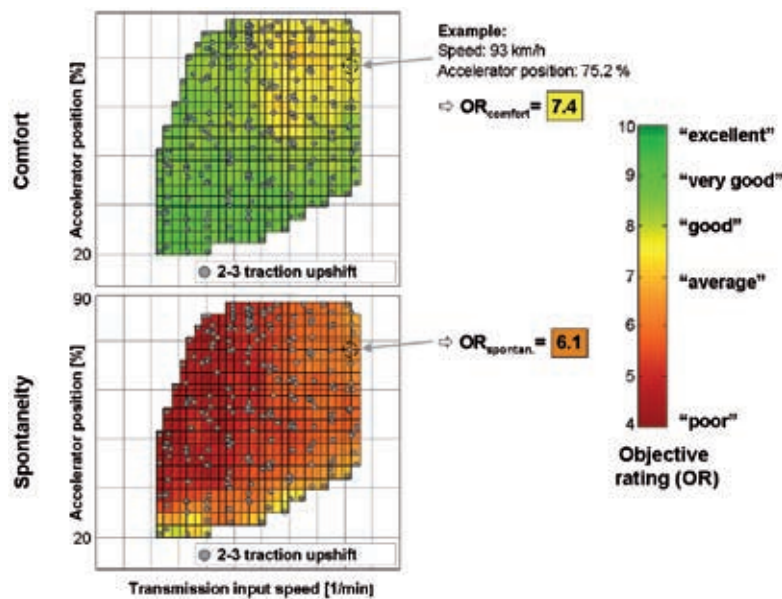 Example:
Speed: 93 km/h
Accelerator position: 75.2 %
⇨ ORcomfort= 7.4
Comfort
Accelerator position [%]
20
2-3 traction upshift
90
⇨ ORspontan.= 6.1
Spontaneity
Accelerator position [%]
20
2-3 traction upshift
Transmission input speed [1/min]
10
9
8
7
6
5
4
"excellent"
"very good"
"good"
"average"
"poor"
Objective
rating (OR)